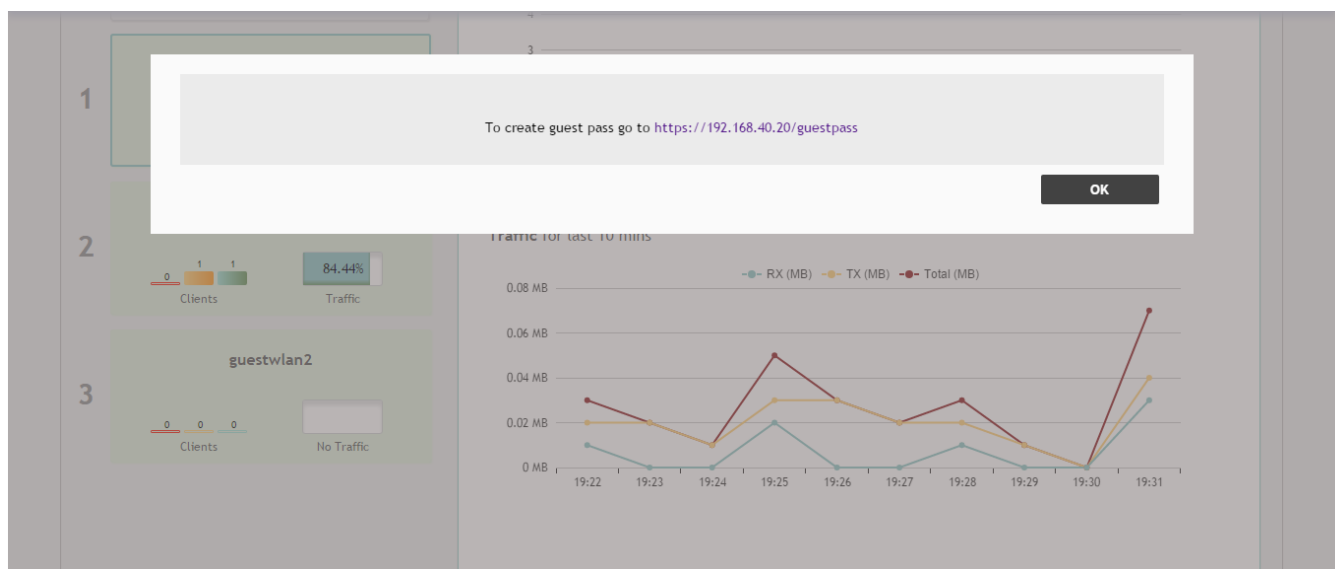 4
3
1
To create guest pass go to https://192.168.40.20/guestpass
OK
2
0 1 1
Clients
84.44%
Traffic
guestwlan2
3
0 0 0
Clients
No Traffic
Traffic for last 10 mins
RX (MB) TX (MB) Total (MB)
0.08 MB
0.06 MB
0.04 MB
0.02 MB
0 MB
19:22 19:23 19:24 19:25 19:26 19:27 19:28 19:29 19:30 19:31